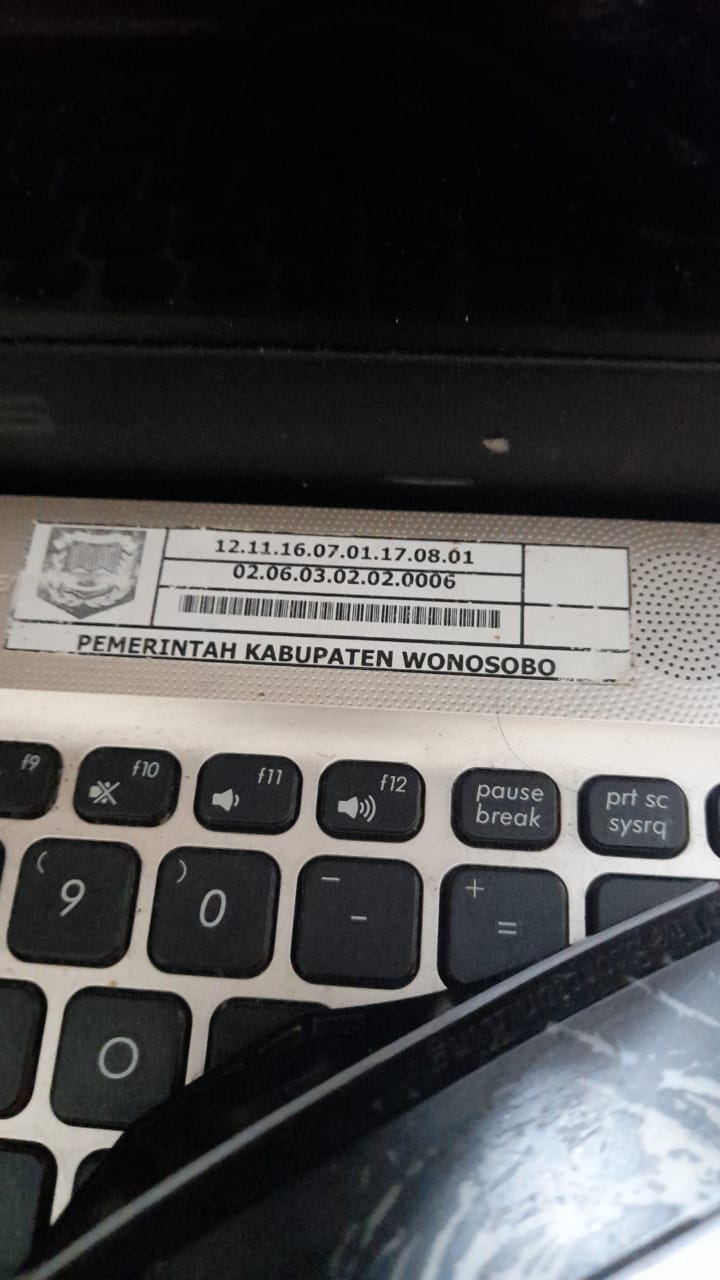 12.11.16.07.01.17.08.01
02.06.03.02.02.0006
PEMERINTAH KABUPATEN WONOSOBO
f9 f10 f11 f12 pause break prt sc sysrq
( 9 ) 0 _ - + =
O